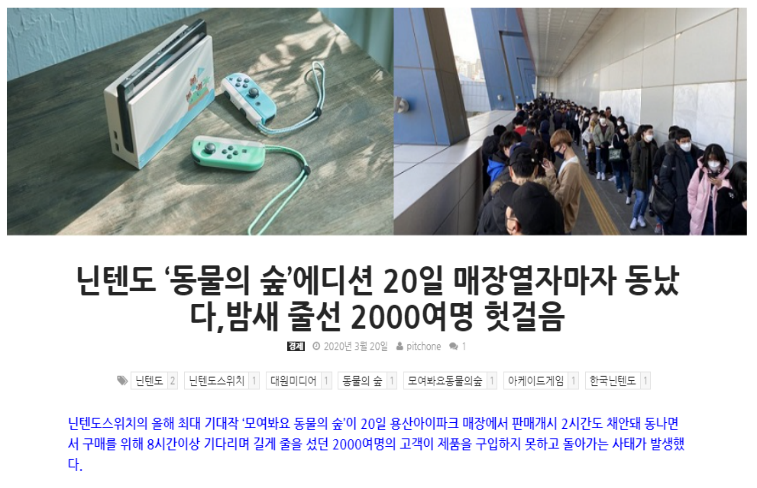 닌텐도 ‘동물의 숲’에디션 20일 매장열자마자 동났
다,밤새 줄선 2000여명 헛걸음
경제 2020년 3월 20일 pitchone 1
닌텐도 2 닌텐도스위치 1 대원미디어 1 동물의 숲 1 모여봐요동물의숲 1 아케이드게임 1 한국닌텐도 1
닌텐도스위치의 올해 최대 기대작 ‘모여봐요 동물의 숲’이 20일 용산아이파크 매장에서 판매개시 2시간도 채안돼 동나면
서 구매를 위해 8시간이상 기다리며 길게 줄을 섰던 2000여명의 고객이 제품을 구입하지 못하고 돌아가는 사태가 발생했
다.